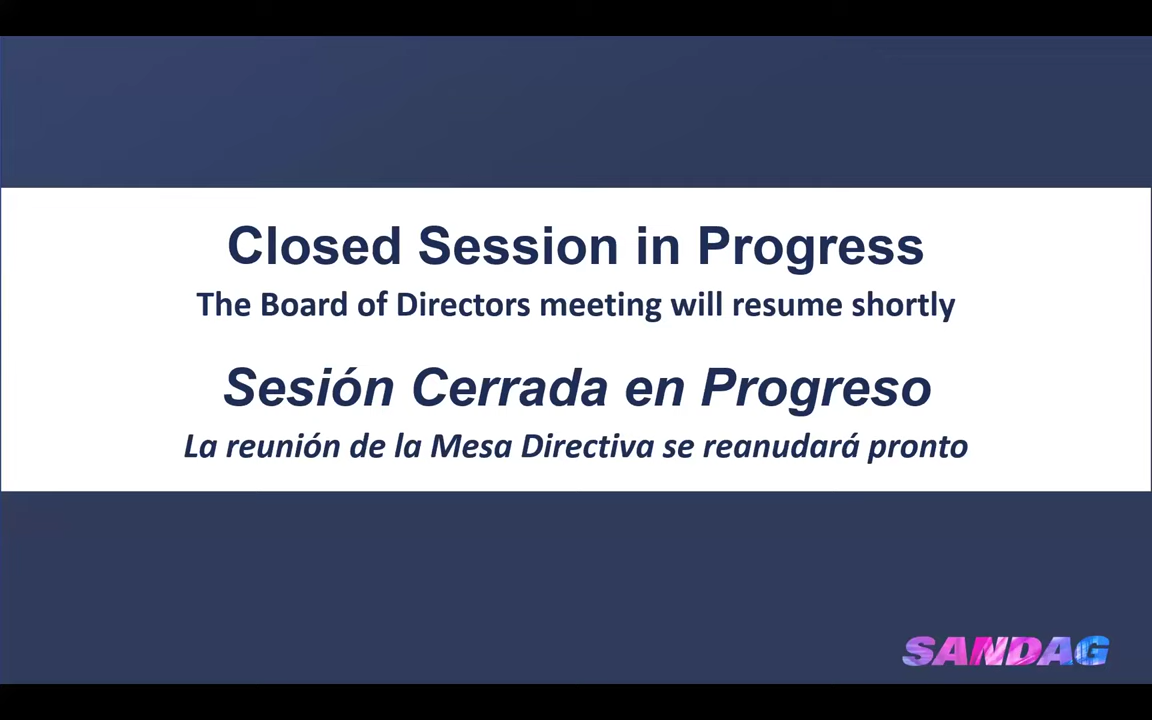 Closed Session in Progress
The Board of Directors meeting will resume shortly
Sesión Cerrada en Progreso
La reunión de la Mesa Directiva se reanudará pronto
SANDAG